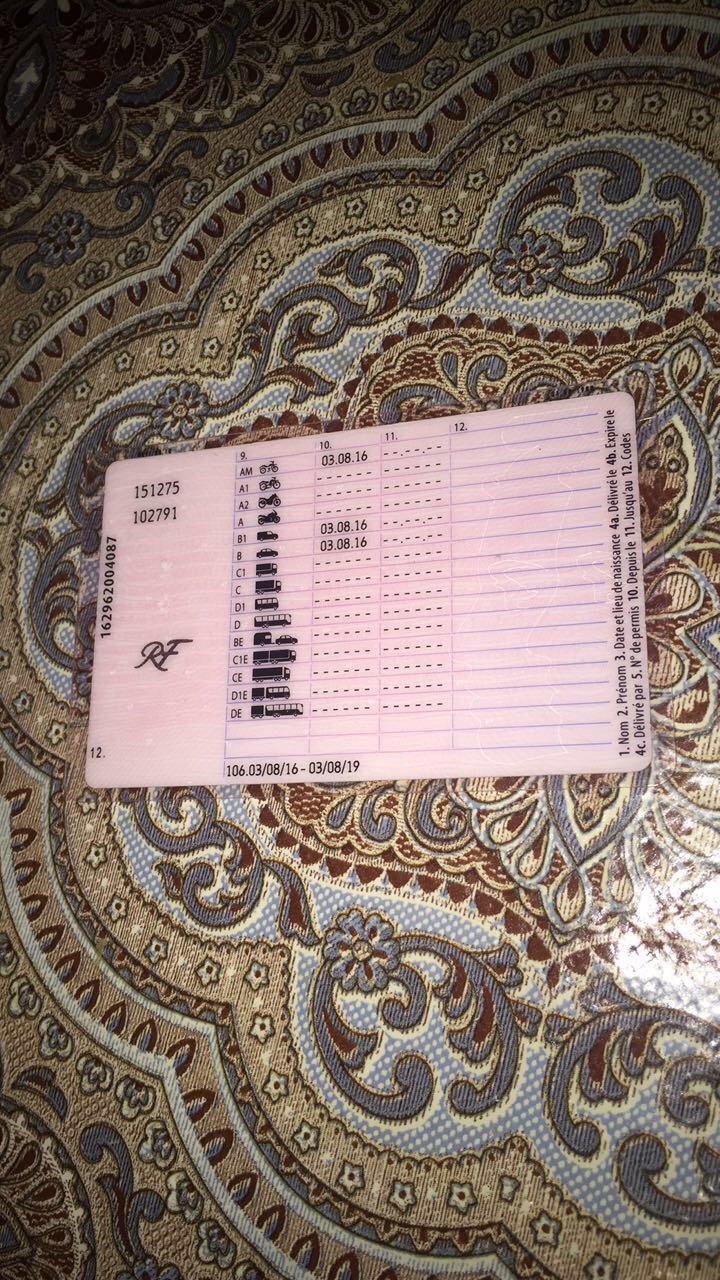 151275
102791
162962004087
RF
12.
9. 10. 11. 12.
AM 03.08.16 --.--.--
A1 ------- -------
A2 ------- -------
A ------- -------
B1 03.08.16 --.--.--
B 03.08.16 --.--.--
C1 ------- -------
C ------- -------
D1 ------- -------
D ------- -------
BE ------- -------
C1E ------- -------
CE ------- -------
D1E ------- -------
DE ------- -------
106.03/08/16 - 03/08/19
1. Nom 2. Prénom 3. Date et lieu de naissance 4a. Délivré le 4b. Expire le
4c. Délivré par 5. N° de permis 10. Depuis le 11. Jusqu'au 12. Codes